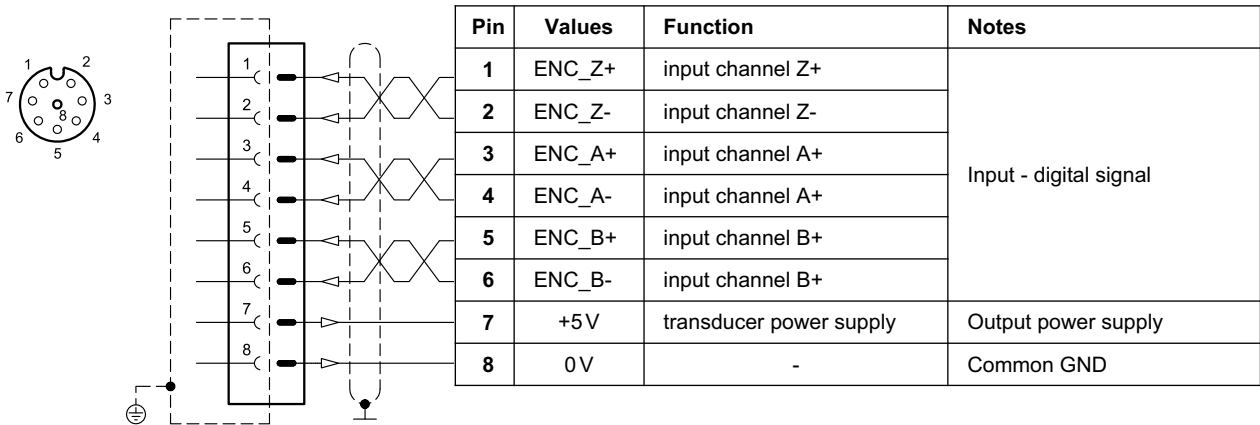 1 2
7 8 3
6 4
5
1
2
3
4
5
6
7
8
Pin Values Function Notes
1 ENC_Z+ input channel Z+
2 ENC_Z- input channel Z-
3 ENC_A+ input channel A+
Input - digital signal
4 ENC_A- input channel A+
5 ENC_B+ input channel B+
6 ENC_B- input channel B+
7 +5V transducer power supply Output power supply
8 0V - Common GND